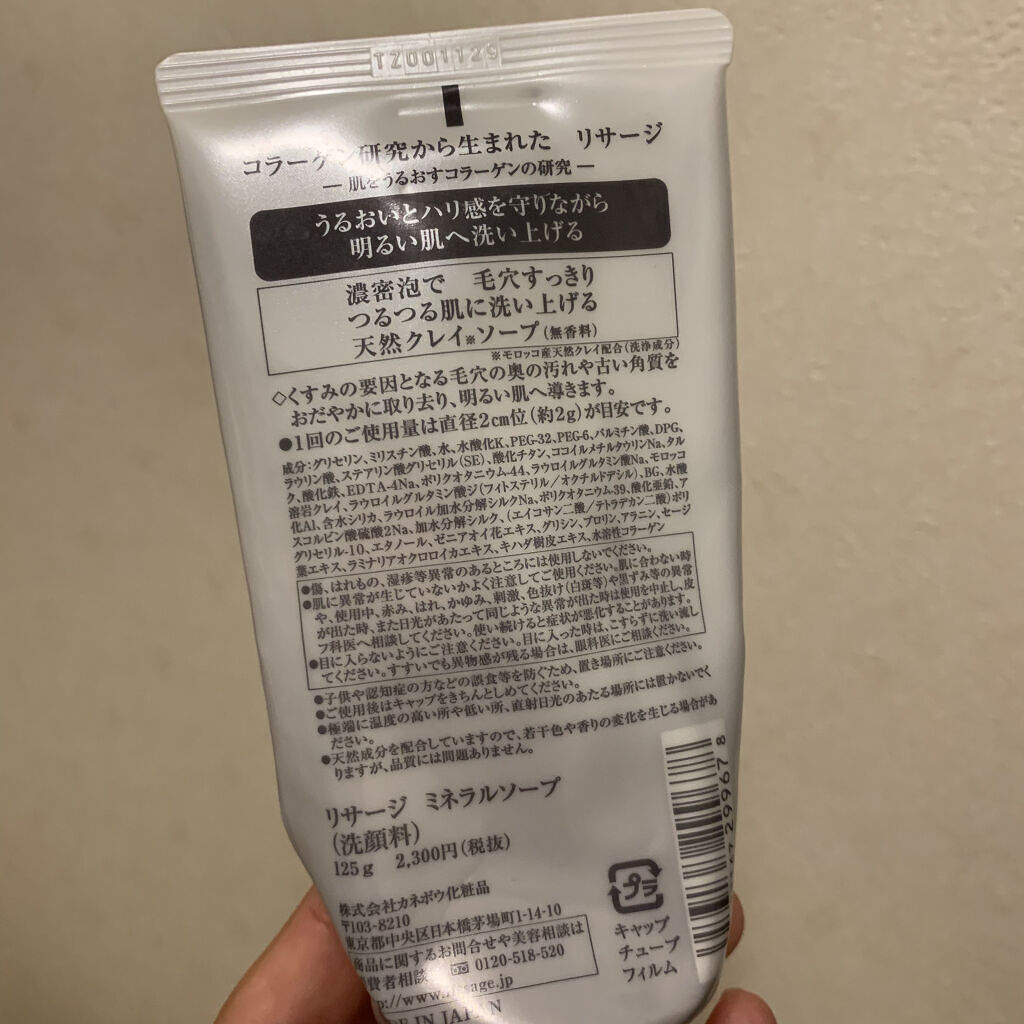 TZ001129
コラーゲン研究から生まれた リサージ
― 肌をうるおすコラーゲンの研究 ―
うるおいとハリ感を守りながら
明るい肌へ洗い上げる
濃密泡で 毛穴すっきり
つるつる肌に洗い上げる
天然クレイ※ソープ(無香料)
※モロッコ産天然クレイ配合(洗浄成分)
◇くすみの要因となる毛穴の奥の汚れや古い角質を
おだやかに取り去り、明るい肌へ導きます。
●1回のご使用量は直径2cm位(約2g)が目安です。
成分:グリセリン、ミリスチン酸、水、水酸化K、PEG-32、PEG-6、パルミチン酸、DPG、
ラウリン酸、ステアリン酸グリセリル(SE)、酸化チタン、ココイルメチルタウリンNa、タル
ク、酸化鉄、EDTA-4Na、ポリクオタニウム-44、ラウロイルグルタミン酸Na、モロッコ
溶岩クレイ、ラウロイルグルタミン酸ジ(フィトステリル/オクチルドデシル)、BG、水酸
化Al、含水シリカ、ラウロイル加水分解シルクNa、ポリクオタニウム-39、酸化亜鉛、ア
スコルビン酸硫酸2Na、加水分解シルク、(エイコサン二酸/テトラデカン二酸)ポリ
グリセリル-10、エタノール、ゼニアオイ花エキス、グリシン、プロリン、アラニン、セージ
葉エキス、ラミナリアオクロロイカエキス、キハダ樹皮エキス、水溶性コラーゲン
●傷、はれもの、湿疹等異常のあるところには使用しないでください。
●肌に異常が生じていないかよく注意してご使用ください。肌に合わない時
や、使用中、赤み、はれ、かゆみ、刺激、色抜け(白斑等)や黒ずみ等の異常
が出た時、また日光があたって同じような異常が出た時は使用を中止し、皮
フ科医へ相談してください。使い続けると症状が悪化することがあります。
●目に入らないようにご注意ください。目に入った時は、こすらずに洗い流し
てください。すすいでも異物感が残る場合は、眼科医にご相談ください。
●子供や認知症の方などの誤食等を防ぐため、置き場所にご注意ください。
●ご使用後はキャップをきちんとしめてください。
●極端に温度の高い所や低い所、直射日光のあたる場所には置かないでく
ださい。
●天然成分を配合していますので、若干色や香りの変化を生じる場合があ
りますが、品質には問題ありません。
リサージ ミネラルソープ
(洗顔料)
125g 2,300円(税抜)
株式会社カネボウ化粧品
〒103-8210
東京都中央区日本橋茅場町1-14-10
商品に関するお問合せや美容相談は
費者相談 0120-518-520
p://www.lissage.jp
DE IN JAPAN
プラ
キャップ
チューブ
フィルム
29967 8